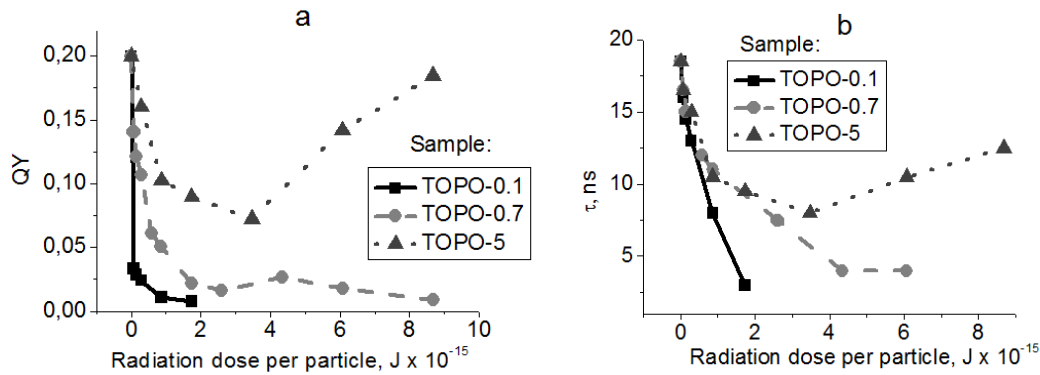 a
QY
0,20
0,15
0,10
0,05
0,00
Sample:
TOPO-0.1
TOPO-0.7
TOPO-5
0 2 4 6 8 10
Radiation dose per particle, J x 10⁻¹⁵
b
τ, ns
20
15
10
5
Sample:
TOPO-0.1
TOPO-0.7
TOPO-5
0 2 4 6 8
Radiation dose per particle, J x 10⁻¹⁵